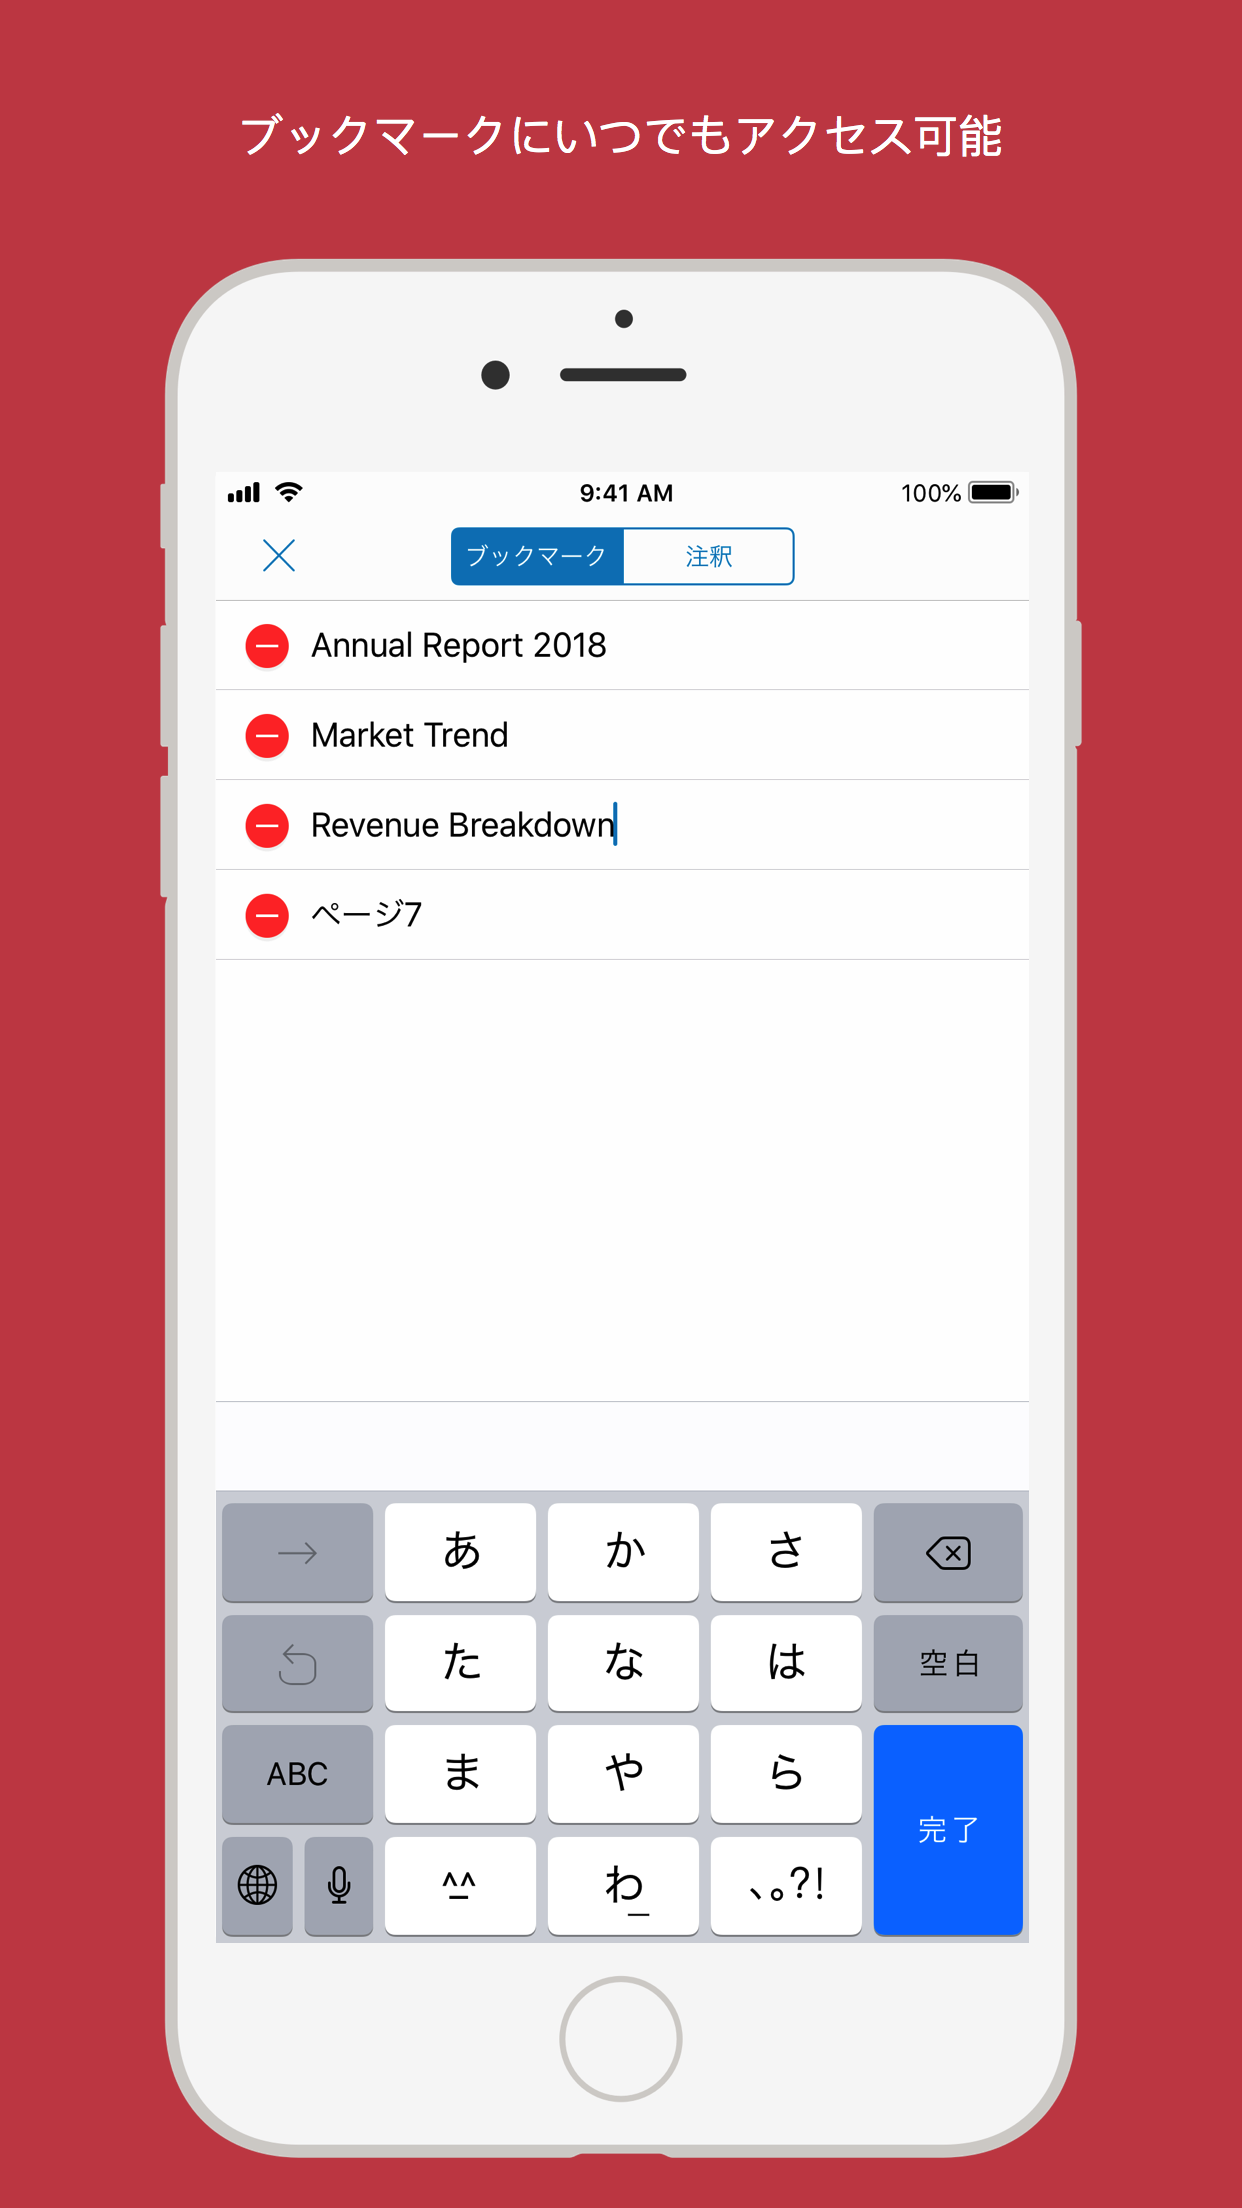 ブックマークにいつでもアクセス可能
9:41 AM
100%
ブックマーク
注釈
Annual Report 2018
Market Trend
Revenue Breakdown
ページ7
あ
か
さ
た
な
は
空白
ABC
ま
や
ら
完了
^_^
わ_
、。?!